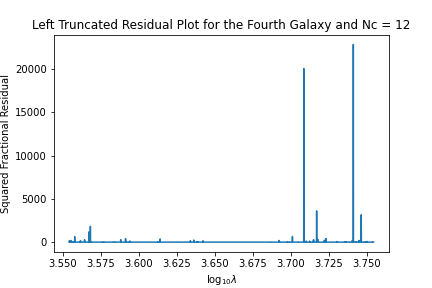 Left Truncated Residual Plot for the Fourth Galaxy and Nc = 12
Squared Fractional Residual
20000
15000
10000
5000
0
3.550 3.575 3.600 3.625 3.650 3.675 3.700 3.725 3.750
log₁₀λ